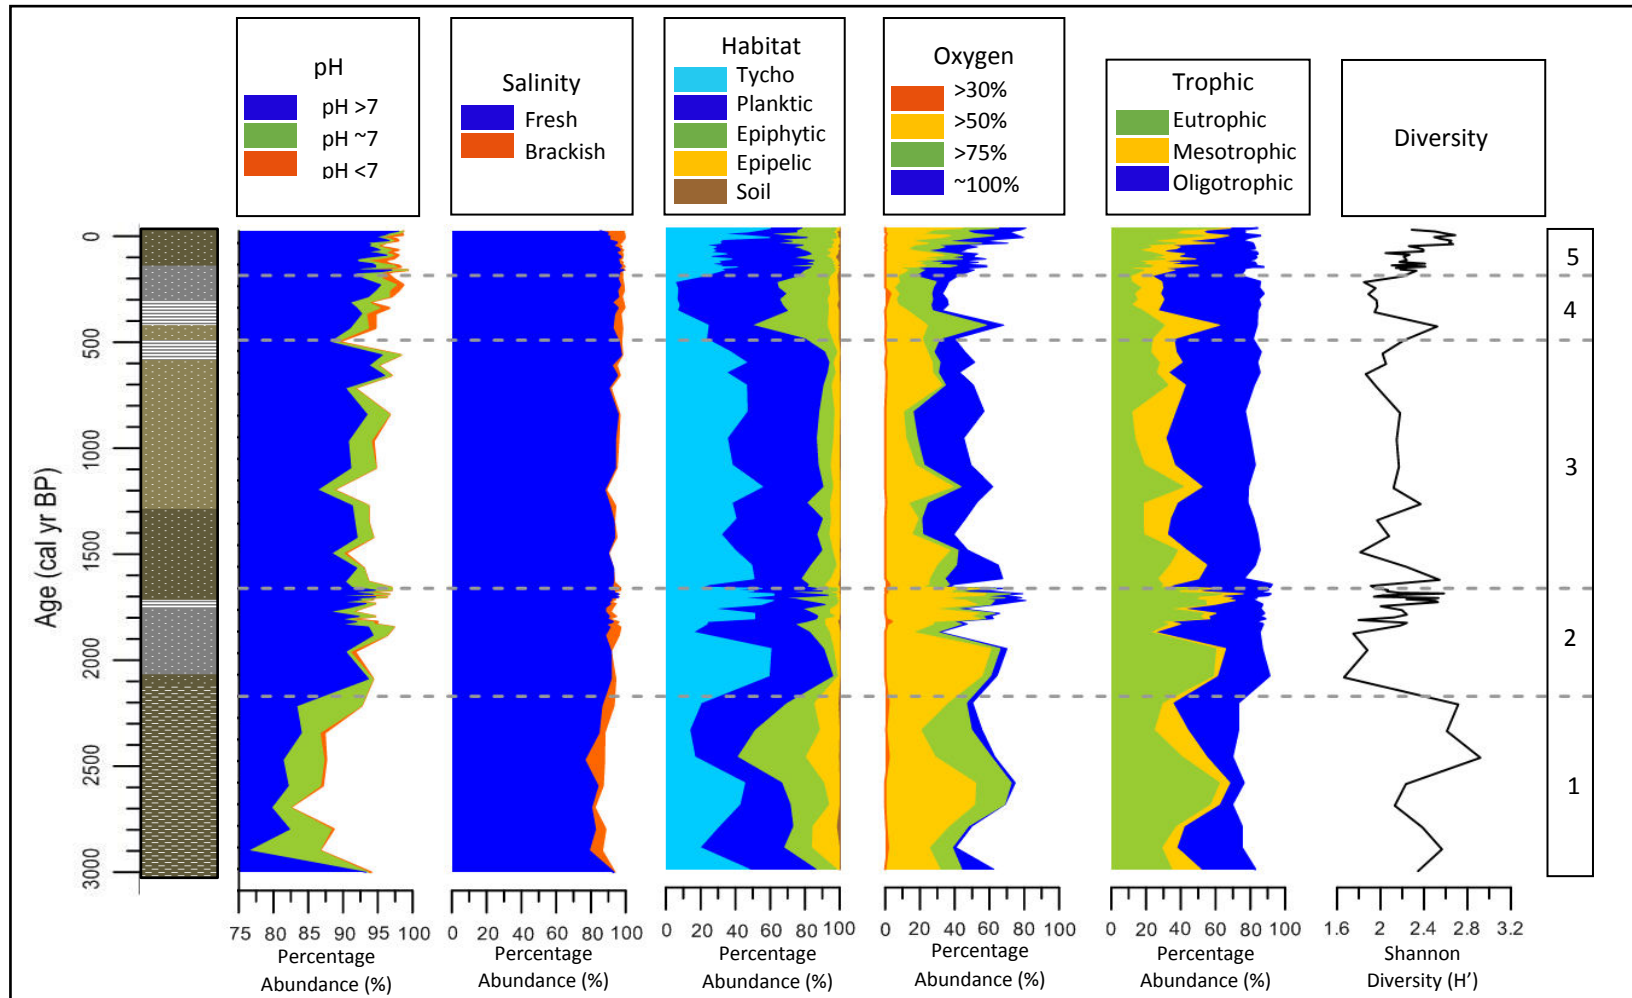 pH
pH >7
pH ~7
pH <7
Salinity
Fresh
Brackish
Habitat
Tycho
Planktic
Epiphytic
Epipelic
Soil
Oxygen
>30%
>50%
>75%
~100%
Trophic
Eutrophic
Mesotrophic
Oligotrophic
Diversity
Age (cal yr BP)
0
500
1000
1500
2000
2500
3000
5
4
3
2
1
75 85 90 95 100
Percentage
Abundance (%)
0 20 40 60 80 100
Percentage
Abundance (%)
0 20 40 60 80 100
Percentage
Abundance (%)
0 20 40 60 80 100
Percentage
Abundance (%)
0 20 40 60 80 100
Percentage
Abundance (%)
1.6 2 2.4 2.8 3.2
Shannon
Diversity (H')